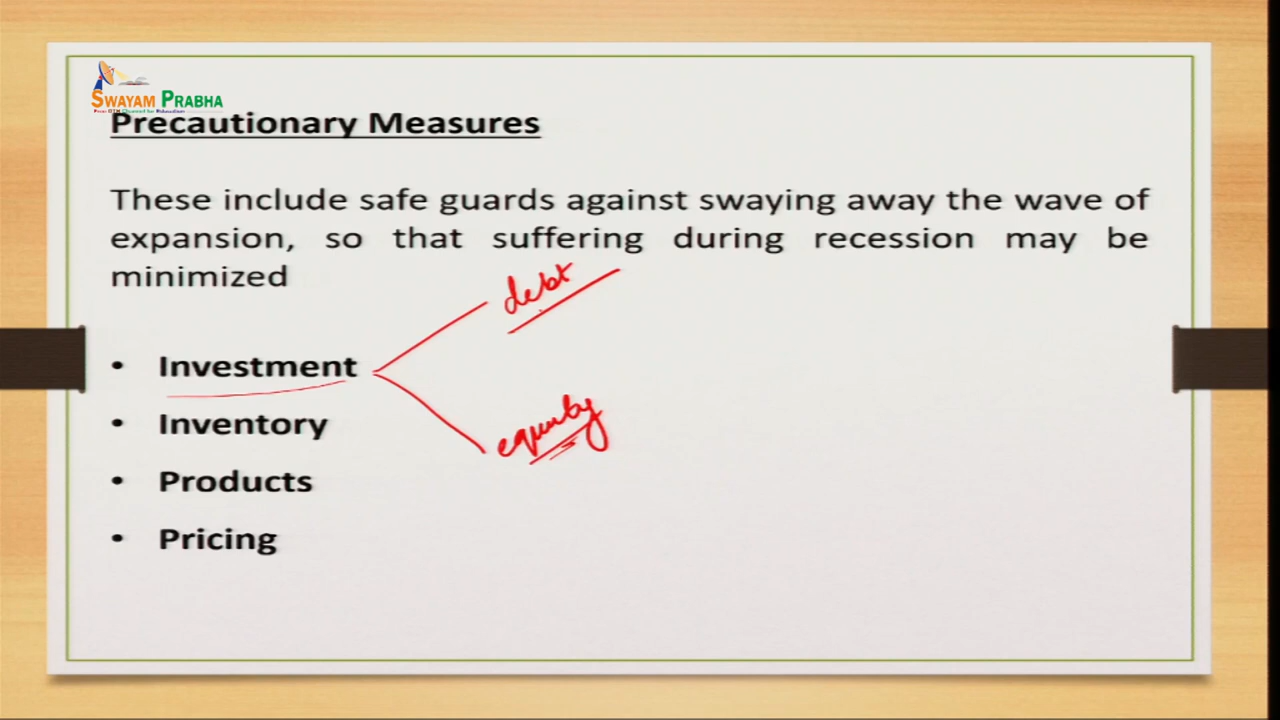 SWAYAM PRABHA
Precautionary Measures
These include safe guards against swaying away the wave of
expansion, so that suffering during recession may be
minimized
debt
• Investment
equity
• Inventory
• Products
• Pricing